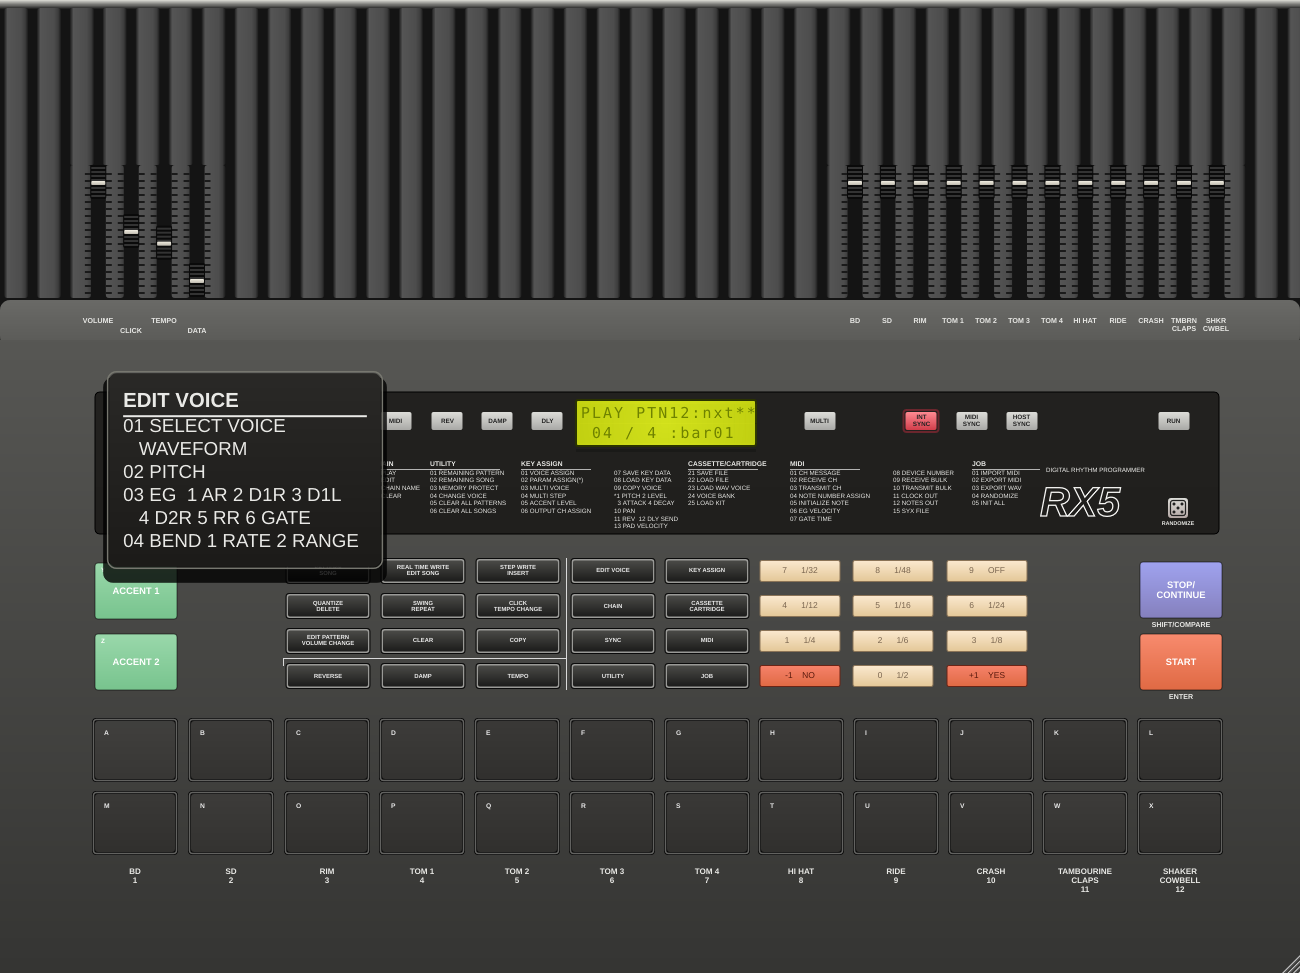 VOLUME
CLICK
TEMPO
DATA
BD
SD
RIM
TOM 1
TOM 2
TOM 3
TOM 4
HI HAT
RIDE
CRASH
TMBRN
CLAPS
SHKR
CWBEL
EDIT VOICE
01 SELECT VOICE
WAVEFORM
02 PITCH
03 EG 1 AR 2 D1R 3 D1L
4 D2R 5 RR 6 GATE
04 BEND 1 RATE 2 RANGE
MIDI
REV
DAMP
DLY
PLAY PTN12:nxt**
04 / 4 :bar01
MULTI
INT
SYNC
MIDI
SYNC
HOST
SYNC
RUN
UTILITY
01 REMAINING PATTERN
02 REMAINING SONG
03 MEMORY PROTECT
04 CHANGE VOICE
05 CLEAR ALL PATTERNS
06 CLEAR ALL SONGS
KEY ASSIGN
01 VOICE ASSIGN
02 PARAM ASSIGN(*)
03 MULTI VOICE
04 MULTI STEP
05 ACCENT LEVEL
06 OUTPUT CH ASSIGN
07 SAVE KEY DATA
08 LOAD KEY DATA
09 COPY VOICE
*1 PITCH 2 LEVEL
3 ATTACK 4 DECAY
10 PAN
11 REV 12 DLY SEND
13 PAD VELOCITY
CASSETTE/CARTRIDGE
21 SAVE FILE
22 LOAD FILE
23 LOAD WAV VOICE
24 VOICE BANK
25 LOAD KIT
MIDI
01 CH MESSAGE
02 RECEIVE CH
03 TRANSMIT CH
04 NOTE NUMBER ASSIGN
05 INITIALIZE NOTE
06 EG VELOCITY
07 GATE TIME
08 DEVICE NUMBER
09 RECEIVE BULK
10 TRANSMIT BULK
11 CLOCK OUT
12 NOTES OUT
15 SYX FILE
JOB
01 IMPORT MIDI
02 EXPORT MIDI
03 EXPORT WAV
04 RANDOMIZE
05 INIT ALL
DIGITAL RHYTHM PROGRAMMER
RX5
RANDOMIZE
ACCENT 1
REAL TIME WRITE
EDIT SONG
STEP WRITE
INSERT
EDIT VOICE
KEY ASSIGN
7 1/32
8 1/48
9 OFF
STOP/
CONTINUE
QUANTIZE
DELETE
SWING
REPEAT
CLICK
TEMPO CHANGE
CHAIN
CASSETTE
CARTRIDGE
4 1/12
5 1/16
6 1/24
SHIFT/COMPARE
Z
ACCENT 2
EDIT PATTERN
VOLUME CHANGE
CLEAR
COPY
SYNC
MIDI
1 1/4
2 1/6
3 1/8
START
REVERSE
DAMP
TEMPO
UTILITY
JOB
-1 NO
0 1/2
+1 YES
ENTER
A
B
C
D
E
F
G
H
I
J
K
L
M
N
O
P
Q
R
S
T
U
V
W
X
BD
1
SD
2
RIM
3
TOM 1
4
TOM 2
5
TOM 3
6
TOM 4
7
HI HAT
8
RIDE
9
CRASH
10
TAMBOURINE
CLAPS
11
SHAKER
COWBELL
12